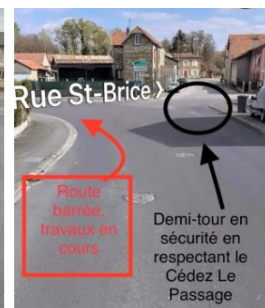 Rue St-Brice >
Route
barrée,
travaux en
cours
Demi-tour en
sécurité en
respectant le
Cédez Le
Passage